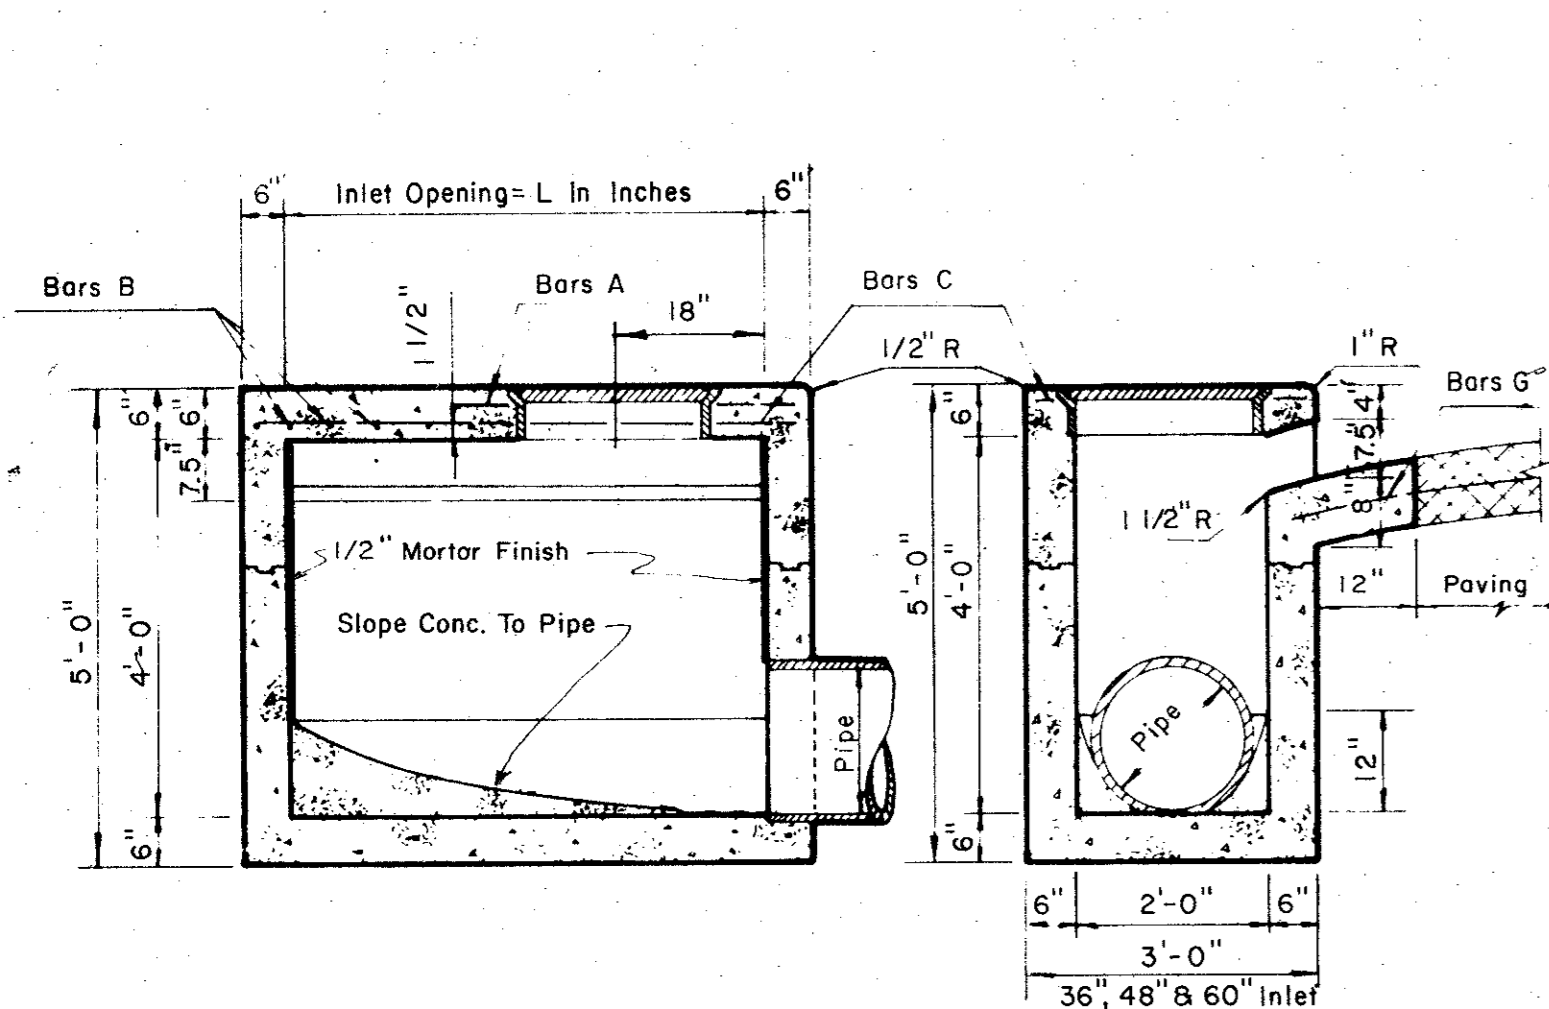 6" Inlet Opening = L in Inches 6"
Bars B
Bars A
Bars C
1 1/2"
18"
1/2" R
1" R
Bars G
6"
6"
7.5"
5'-0"
4'-0"
6"
1/2" Mortar Finish
Slope Conc. To Pipe
Pipe
6"
5'-0"
4'-0"
6"
4"
7.5"
8"
1 1/2" R
12"
Paving
Pipe
12"
6" 2'-0" 6"
3'-0"
36", 48" & 60" Inlet